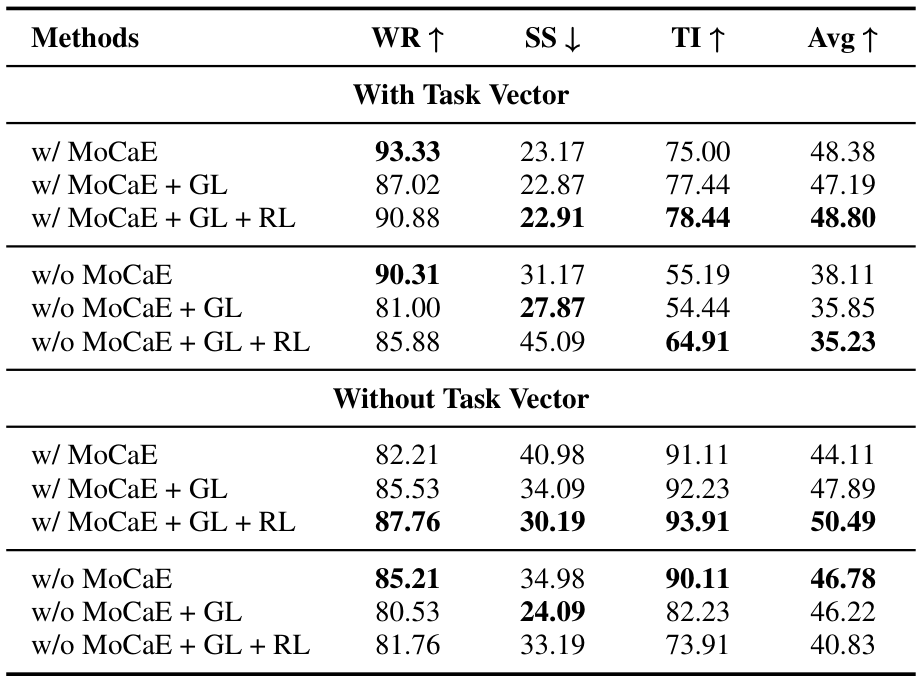 Methods WR ↑ SS ↓ TI ↑ Avg ↑
With Task Vector
w/ MoCaE 93.33 23.17 75.00 48.38
w/ MoCaE + GL 87.02 22.87 77.44 47.19
w/ MoCaE + GL + RL 90.88 22.91 78.44 48.80
w/o MoCaE 90.31 31.17 55.19 38.11
w/o MoCaE + GL 81.00 27.87 54.44 35.85
w/o MoCaE + GL + RL 85.88 45.09 64.91 35.23
Without Task Vector
w/ MoCaE 82.21 40.98 91.11 44.11
w/ MoCaE + GL 85.53 34.09 92.23 47.89
w/ MoCaE + GL + RL 87.76 30.19 93.91 50.49
w/o MoCaE 85.21 34.98 90.11 46.78
w/o MoCaE + GL 80.53 24.09 82.23 46.22
w/o MoCaE + GL + RL 81.76 33.19 73.91 40.83